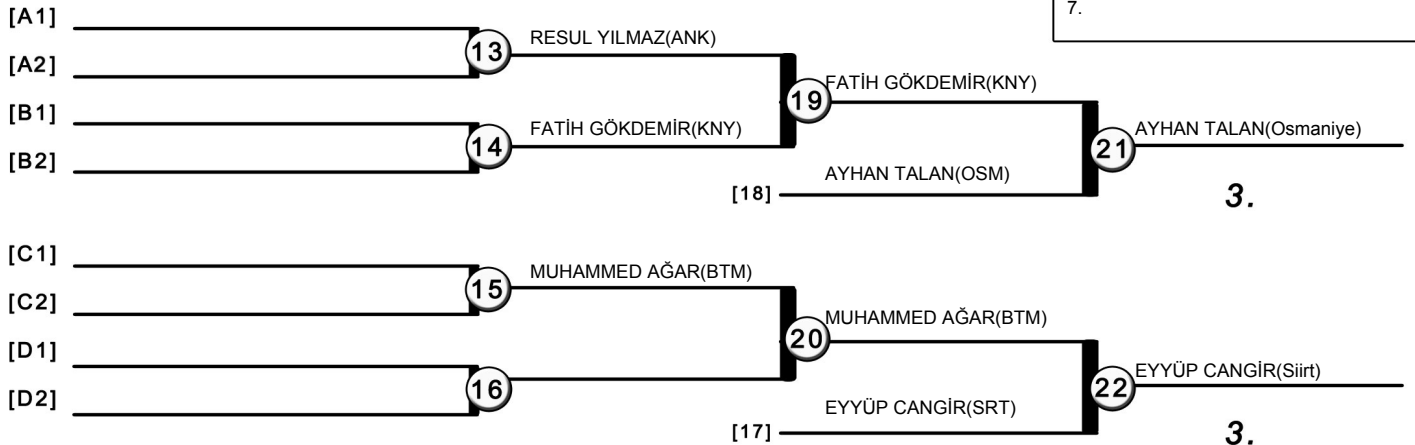 7.
[A1]
13
RESUL YILMAZ(ANK)
[A2]
19
FATİH GÖKDEMİR(KNY)
[B1]
14
FATİH GÖKDEMİR(KNY)
[B2]
21
AYHAN TALAN(Osmaniye)
[18]
AYHAN TALAN(OSM)
3.
[C1]
15
MUHAMMED AĞAR(BTM)
[C2]
20
MUHAMMED AĞAR(BTM)
[D1]
16
[D2]
22
EYYÜP CANGİR(Siirt)
[17]
EYYÜP CANGİR(SRT)
3.